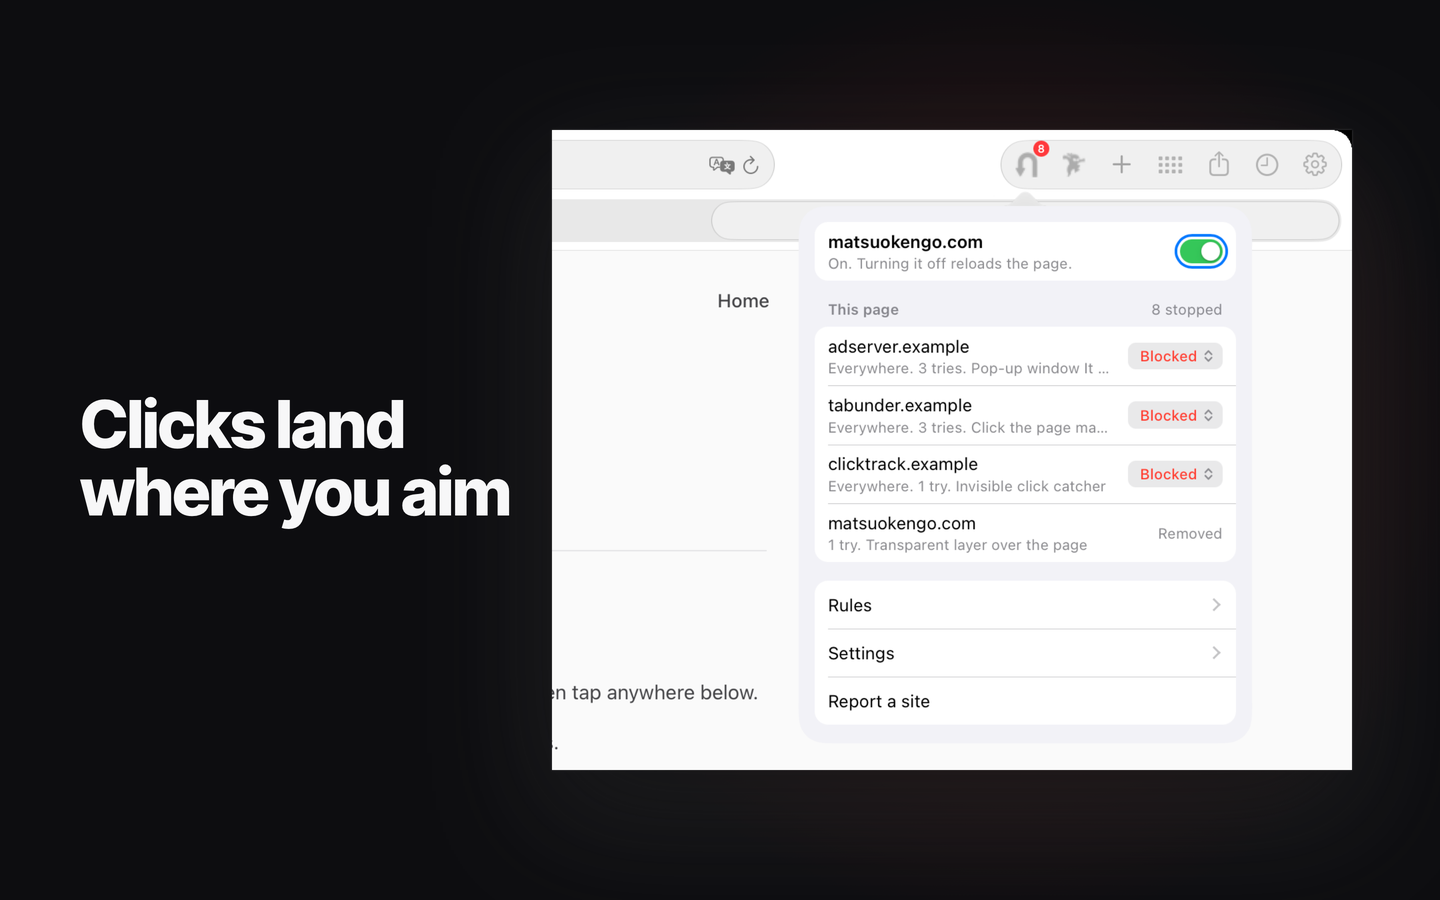 Clicks land
where you aim
8
matsuokengo.com
On. Turning it off reloads the page.
Home
This page
8 stopped
adserver.example
Everywhere. 3 tries. Pop-up window It ...
Blocked
tabunder.example
Everywhere. 3 tries. Click the page ma...
Blocked
clicktrack.example
Everywhere. 1 try. Invisible click catcher
Blocked
matsuokengo.com
1 try. Transparent layer over the page
Removed
Rules
Settings
Report a site
en tap anywhere below.
s.